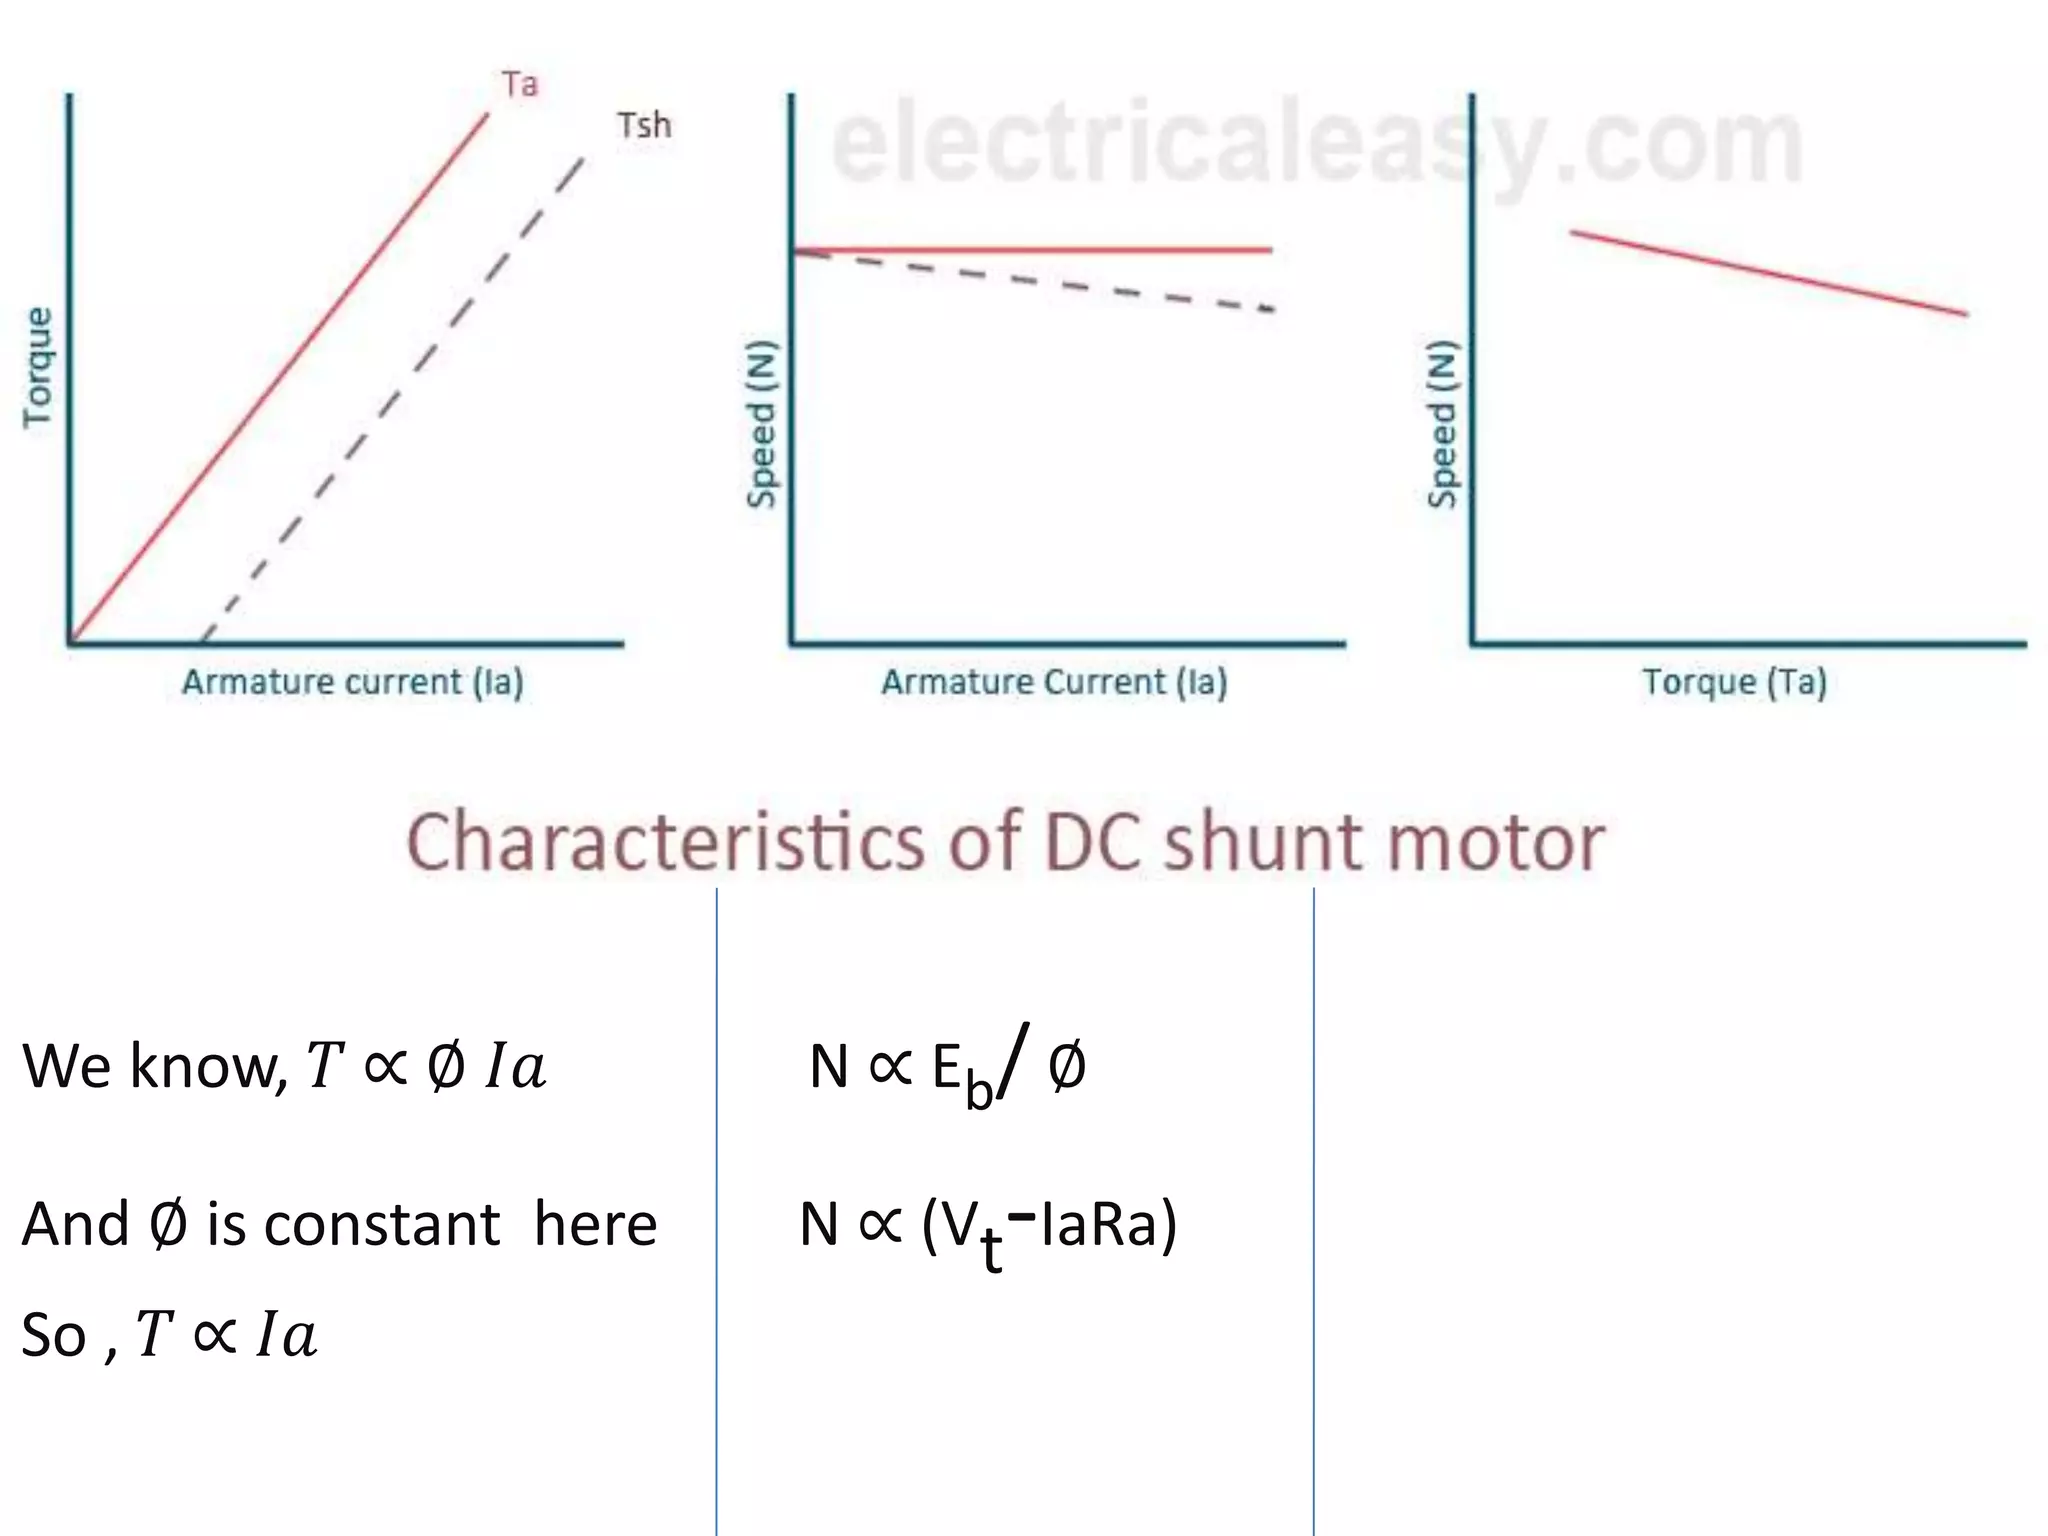 Ta
Tsh
electricaleasy.com
Torque
Speed (N)
Speed (N)
Armature current (Ia)
Armature Current (Ia)
Torque (Ta)
Characteristics of DC shunt motor
We know, 𝑇 ∝ ∅ 𝐼𝑎
And ∅ is constant here
So , 𝑇 ∝ 𝐼𝑎
N ∝ Eb/ ∅
N ∝ (Vt-IaRa)